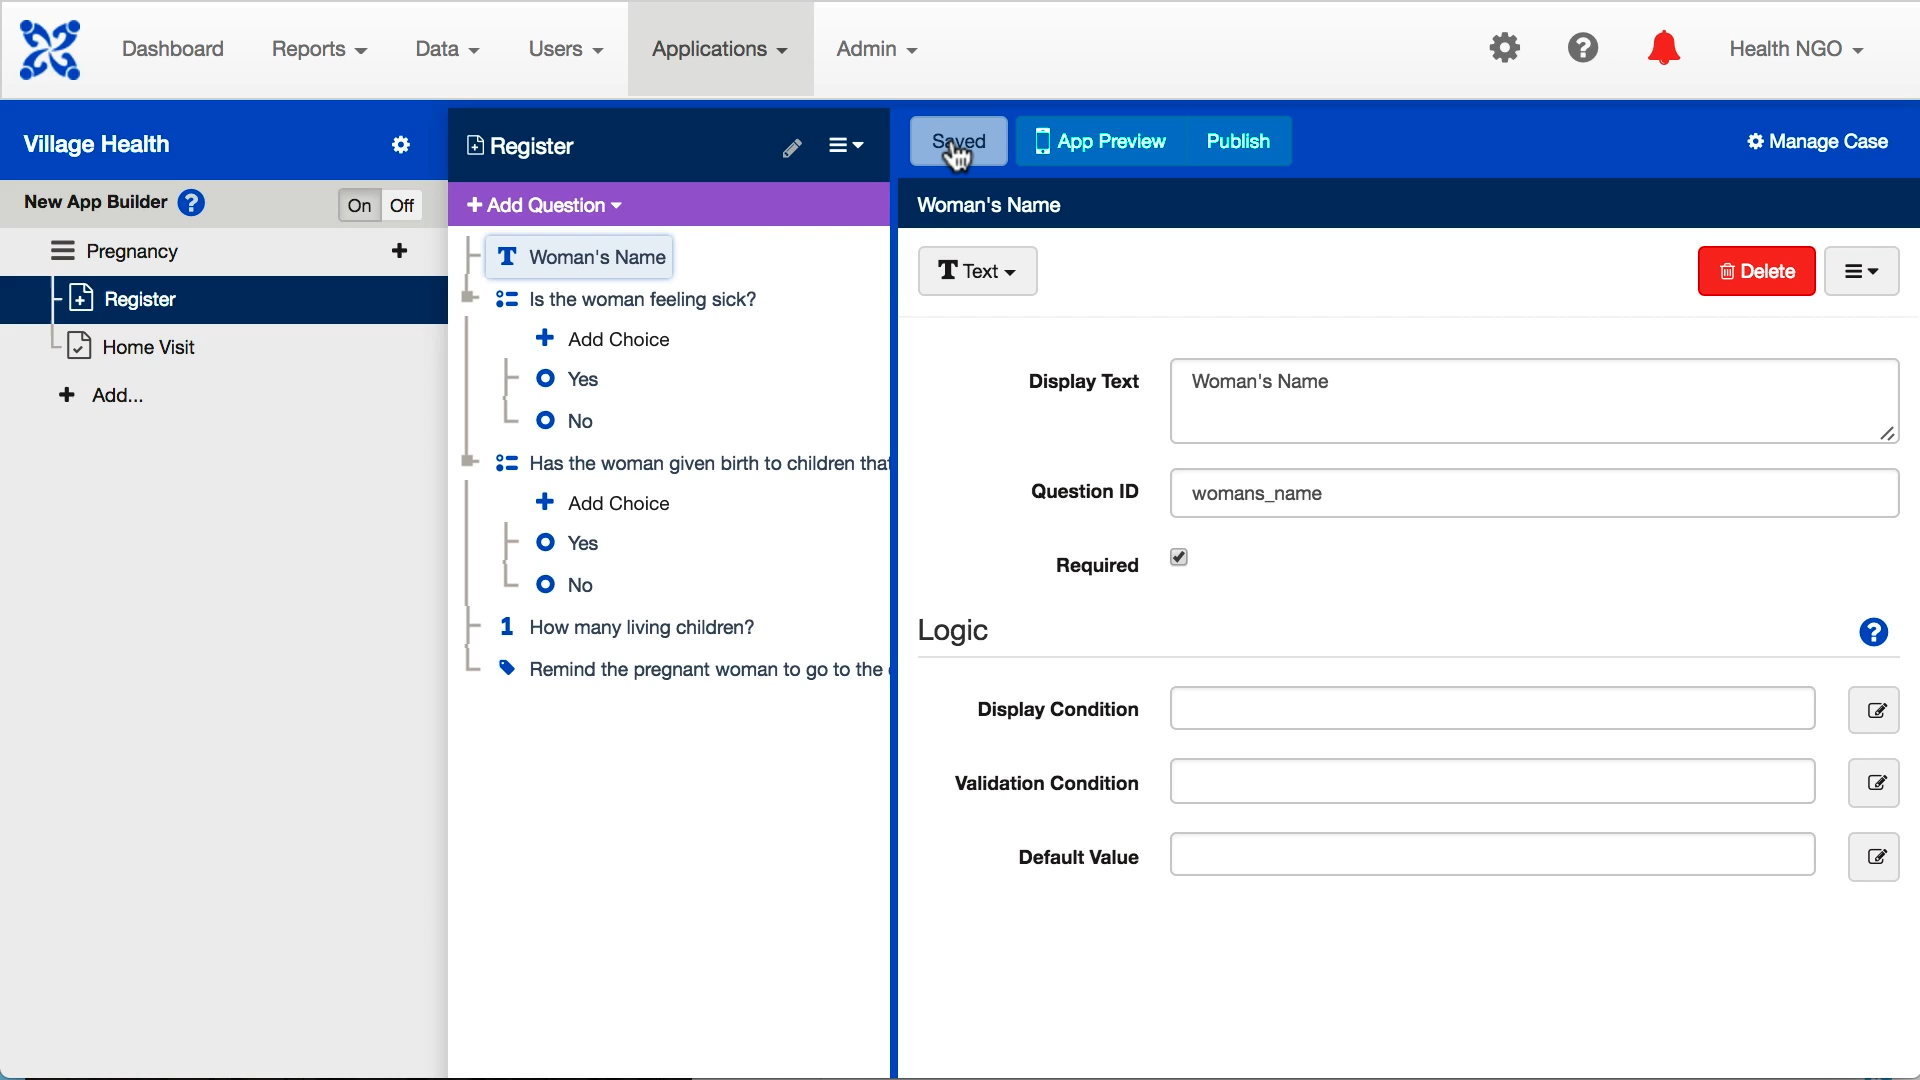 Dashboard
Reports
Data
Users
Applications
Admin
Health NGO
Village Health
New App Builder
On
Off
Pregnancy
Register
Home Visit
Add...
Register
Add Question
Woman's Name
Is the woman feeling sick?
Add Choice
Yes
No
Has the woman given birth to children that
Add Choice
Yes
No
1 How many living children?
Remind the pregnant woman to go to the
Saved
App Preview
Publish
Manage Case
Woman's Name
T Text
Delete
Display Text
Woman's Name
Question ID
womans_name
Required
Logic
Display Condition
Validation Condition
Default Value